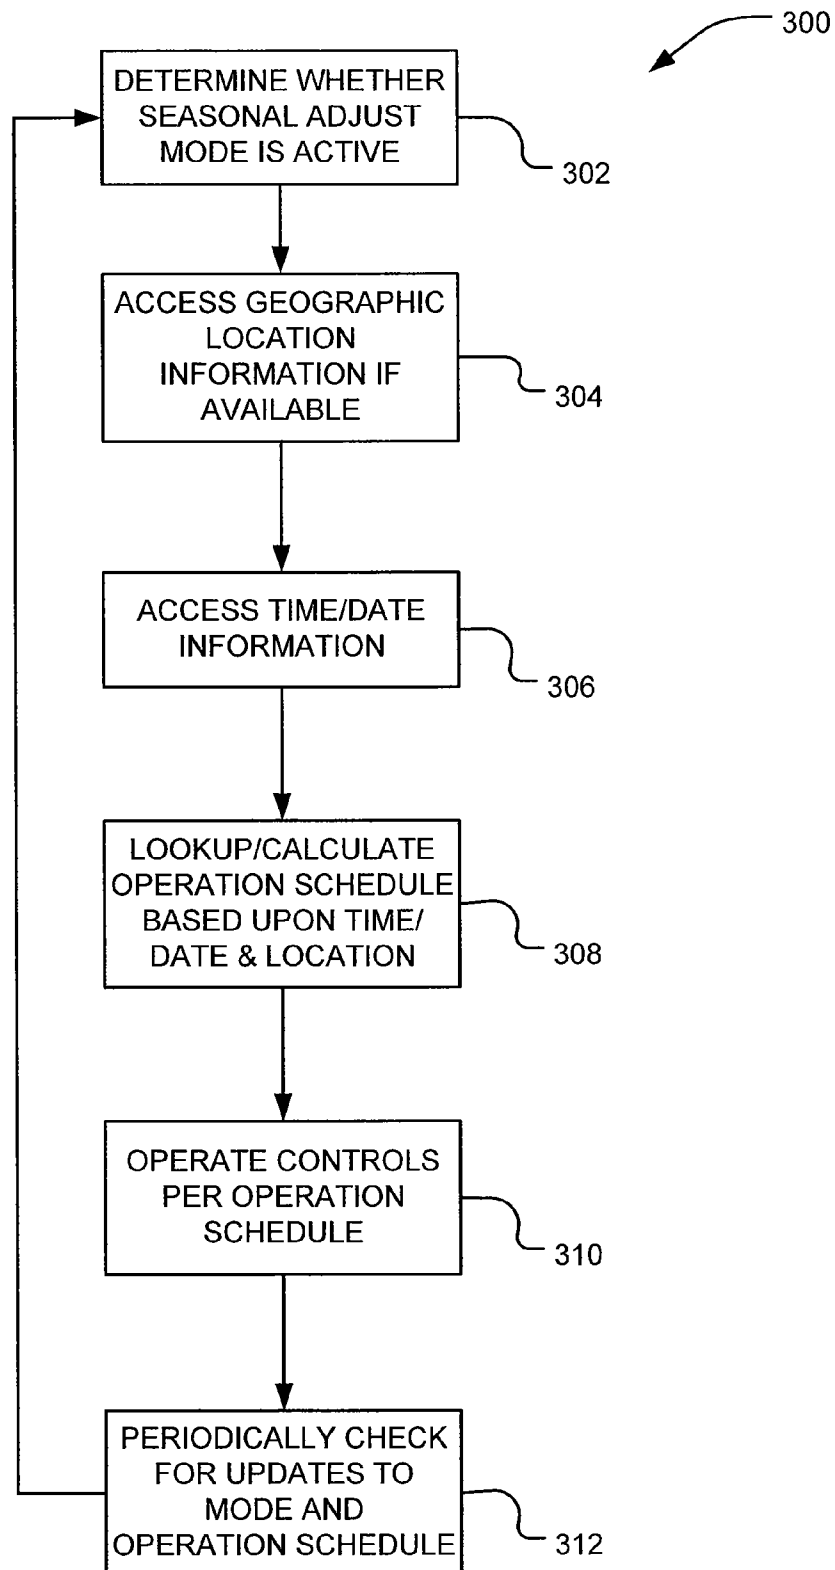 300
DETERMINE WHETHER
SEASONAL ADJUST
MODE IS ACTIVE
302
ACCESS GEOGRAPHIC
LOCATION
INFORMATION IF
AVAILABLE
304
ACCESS TIME/DATE
INFORMATION
306
LOOKUP/CALCULATE
OPERATION SCHEDULE
BASED UPON TIME/
DATE & LOCATION
308
OPERATE CONTROLS
PER OPERATION
SCHEDULE
310
PERIODICALLY CHECK
FOR UPDATES TO
MODE AND
OPERATION SCHEDULE
312